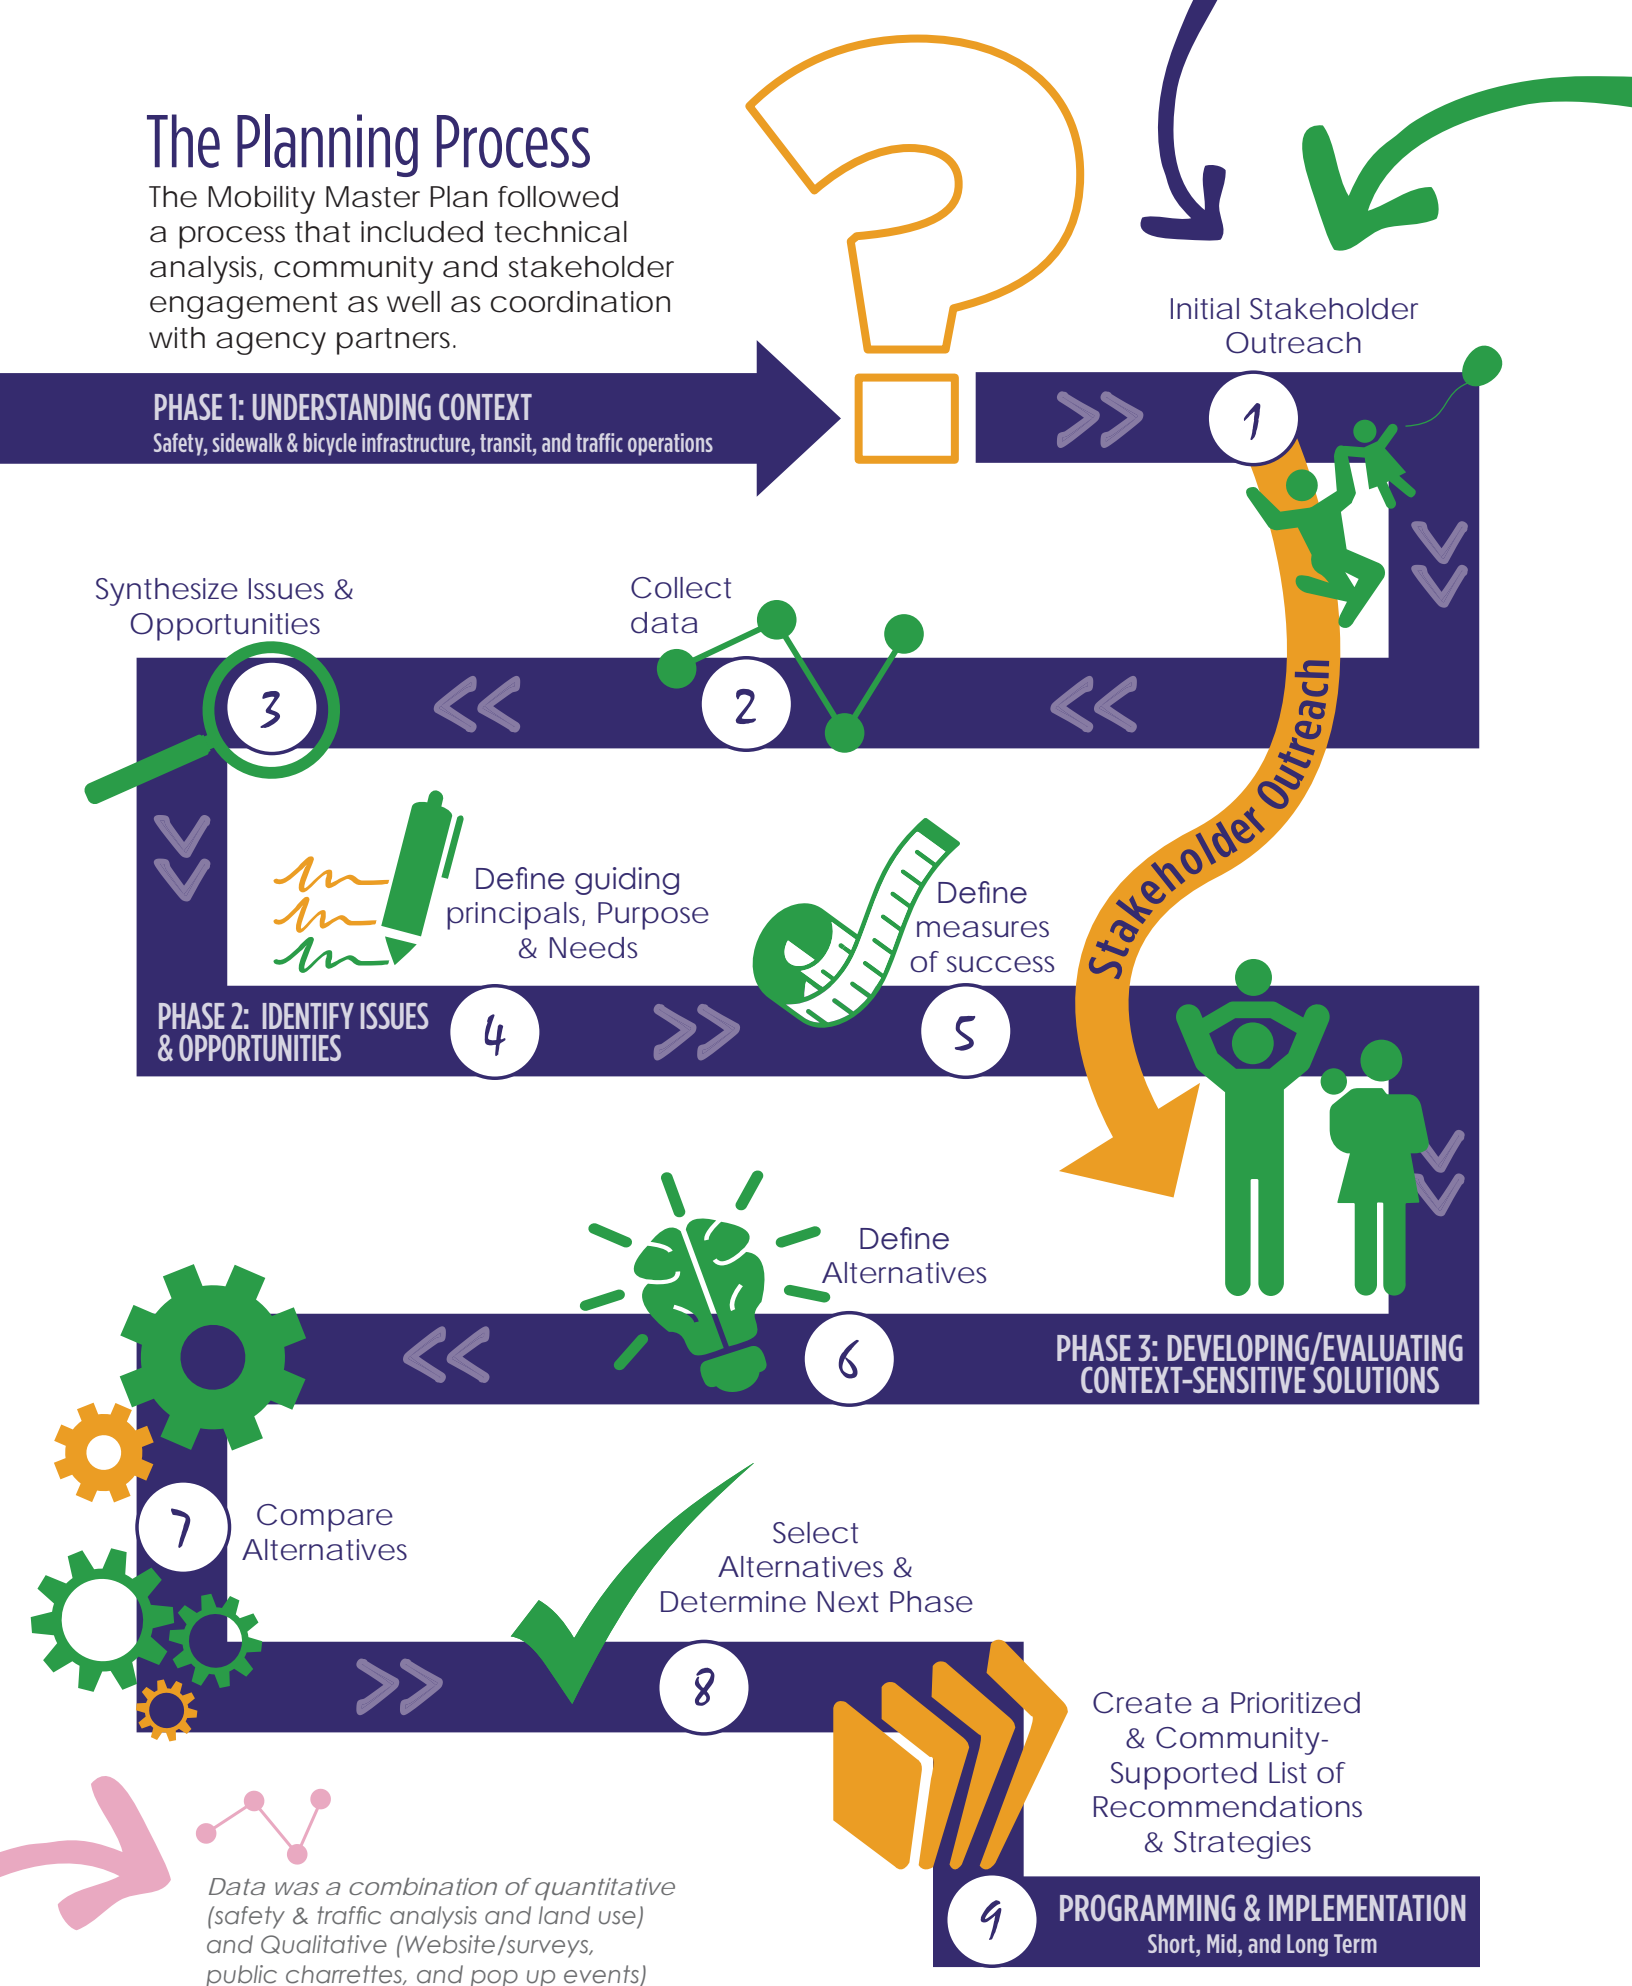 The Planning Process
The Mobility Master Plan followed
a process that included technical
analysis, community and stakeholder
engagement as well as coordination
with agency partners.
PHASE 1: UNDERSTANDING CONTEXT
Safety, sidewalk & bicycle infrastructure, transit, and traffic operations
?
Initial Stakeholder
Outreach
1
Collect
data
2
Synthesize Issues &
Opportunities
3
Stakeholder Outreach
Define guiding
principals, Purpose
& Needs
PHASE 2: IDENTIFY ISSUES
& OPPORTUNITIES
4
Define
measures
of success
5
Define
Alternatives
6
PHASE 3: DEVELOPING/EVALUATING
CONTEXT-SENSITIVE SOLUTIONS
7
Compare
Alternatives
Select
Alternatives &
Determine Next Phase
8
Create a Prioritized
& Community-
Supported List of
Recommendations
& Strategies
9
PROGRAMMING & IMPLEMENTATION
Short, Mid, and Long Term
Data was a combination of quantitative
(safety & traffic analysis and land use)
and Qualitative (Website/surveys,
public charrettes, and pop up events)